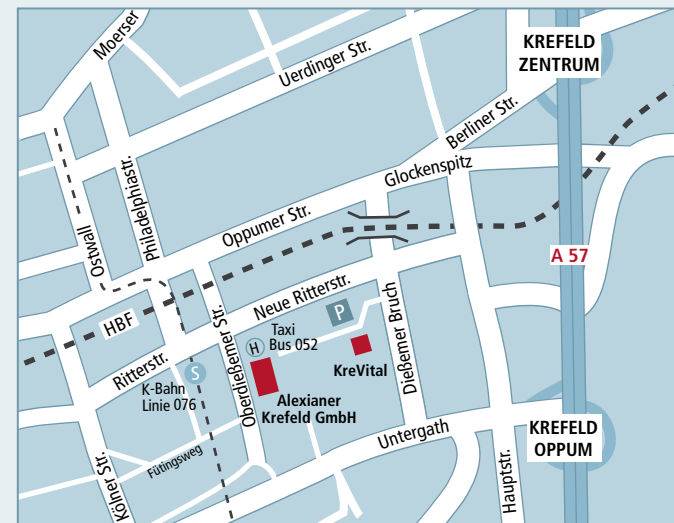 Moerser
Uerdinger Str.
KREFELD
ZENTRUM
Berliner Str.
Glockenspitz
Philadelphiastr.
Ostwall
Oppumer Str.
A 57
HBF
Neue Ritterstr.
Ritterstr.
Oberdießemer Str.
P
H
Taxi
Bus 052
Dießemer Bruch
KreVital
S
K-Bahn
Linie 076
Alexianer
Krefeld GmbH
Untergath
KREFELD
OPPUM
Fütingsweg
Kölner Str.
Hauptstr.